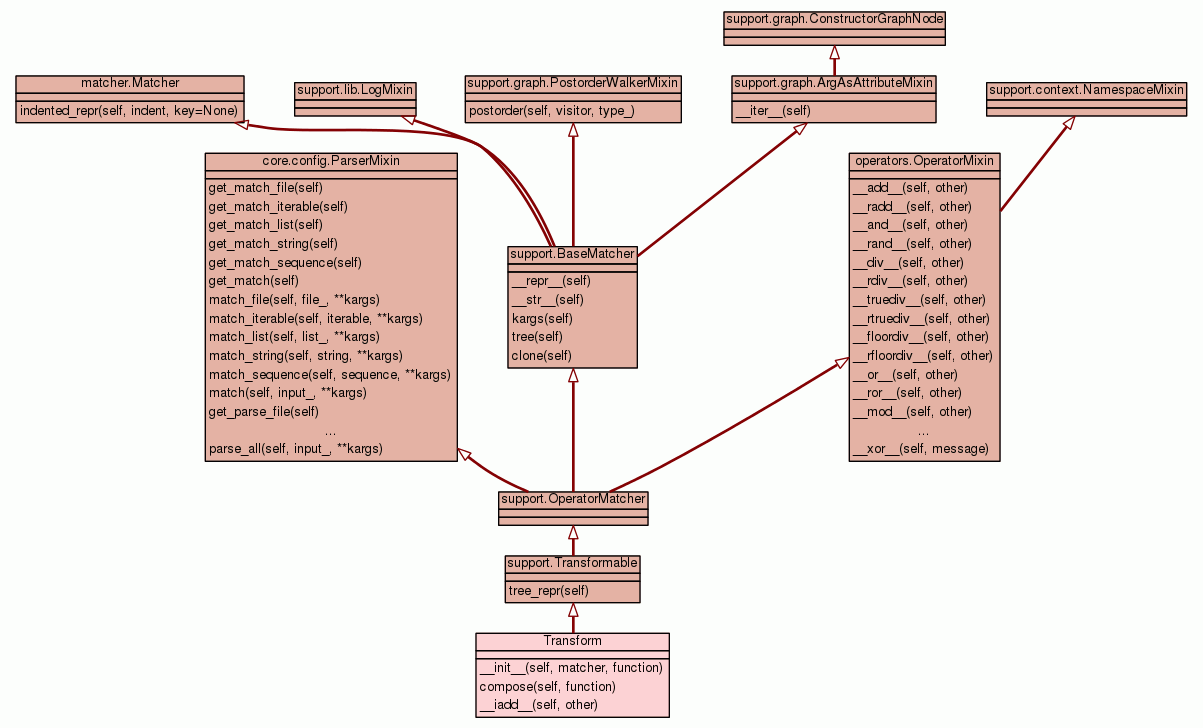 support.graph.ConstructorGraphNode
matcher.Matcher
indented_repr(self, indent, key=None)
support.lib.LogMixin
support.graph.PostorderWalkerMixin
postorder(self, visitor, type_)
support.graph.ArgAsAttributeMixin
__iter__(self)
support.context.NamespaceMixin
core.config.ParserMixin
get_match_file(self)
get_match_iterable(self)
get_match_list(self)
get_match_string(self)
get_match_sequence(self)
get_match(self)
match_file(self, file_, **kargs)
match_iterable(self, iterable, **kargs)
match_list(self, list_, **kargs)
match_string(self, string, **kargs)
match_sequence(self, sequence, **kargs)
match(self, input_, **kargs)
get_parse_file(self)
...
parse_all(self, input_, **kargs)
support.BaseMatcher
__repr__(self)
__str__(self)
kargs(self)
tree(self)
clone(self)
operators.OperatorMixin
__add__(self, other)
__radd__(self, other)
__and__(self, other)
__rand__(self, other)
__div__(self, other)
__rdiv__(self, other)
__truediv__(self, other)
__rtruediv__(self, other)
__floordiv__(self, other)
__rfloordiv__(self, other)
__or__(self, other)
__ror__(self, other)
__mod__(self, other)
...
__xor__(self, message)
support.OperatorMatcher
support.Transformable
tree_repr(self)
Transform
__init__(self, matcher, function)
compose(self, function)
__iadd__(self, other)